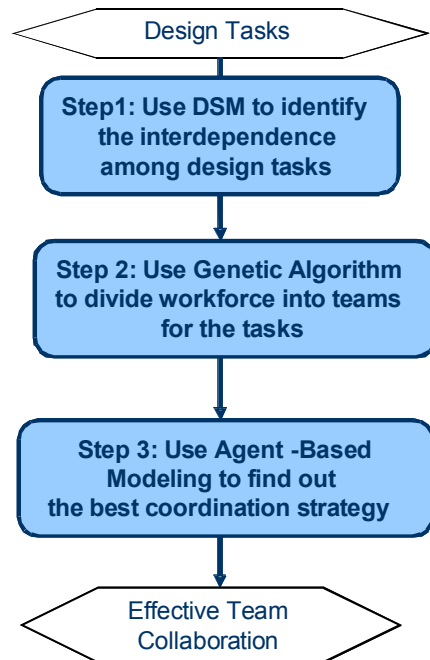 Design Tasks
Step1: Use DSM to identify
the interdependence
among design tasks
Step 2: Use Genetic Algorithm
to divide workforce into teams
for the tasks
Step 3: Use Agent -Based
Modeling to find out
the best coordination strategy
Effective Team
Collaboration